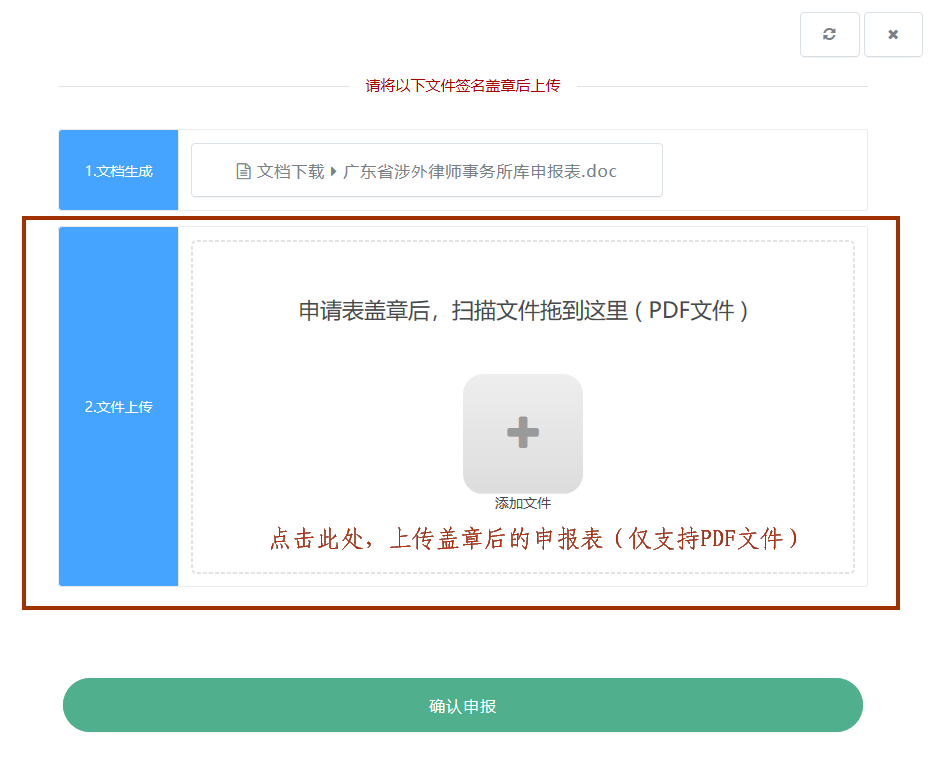 请将以下文件签名盖章后上传
1.文档生成
文档下载 广东省涉外律师事务所库申报表.doc
2.文件上传
申请表盖章后，扫描文件拖到这里（PDF文件）
添加文件
点击此处，上传盖章后的申报表（仅支持PDF文件）
确认申报